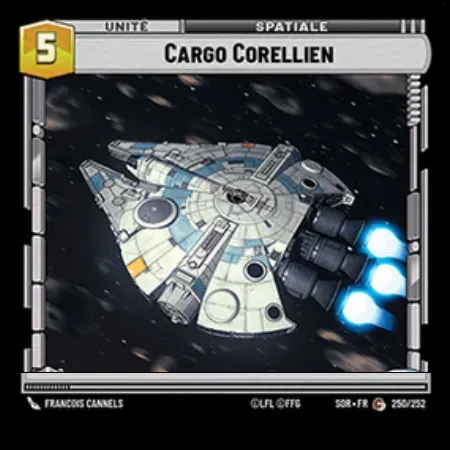 UNITÉ SPATIALE
5 CARGO CORELLIEN
FRANCOIS CANNELS ©LFL ©FFG SOR • FR C 250/252